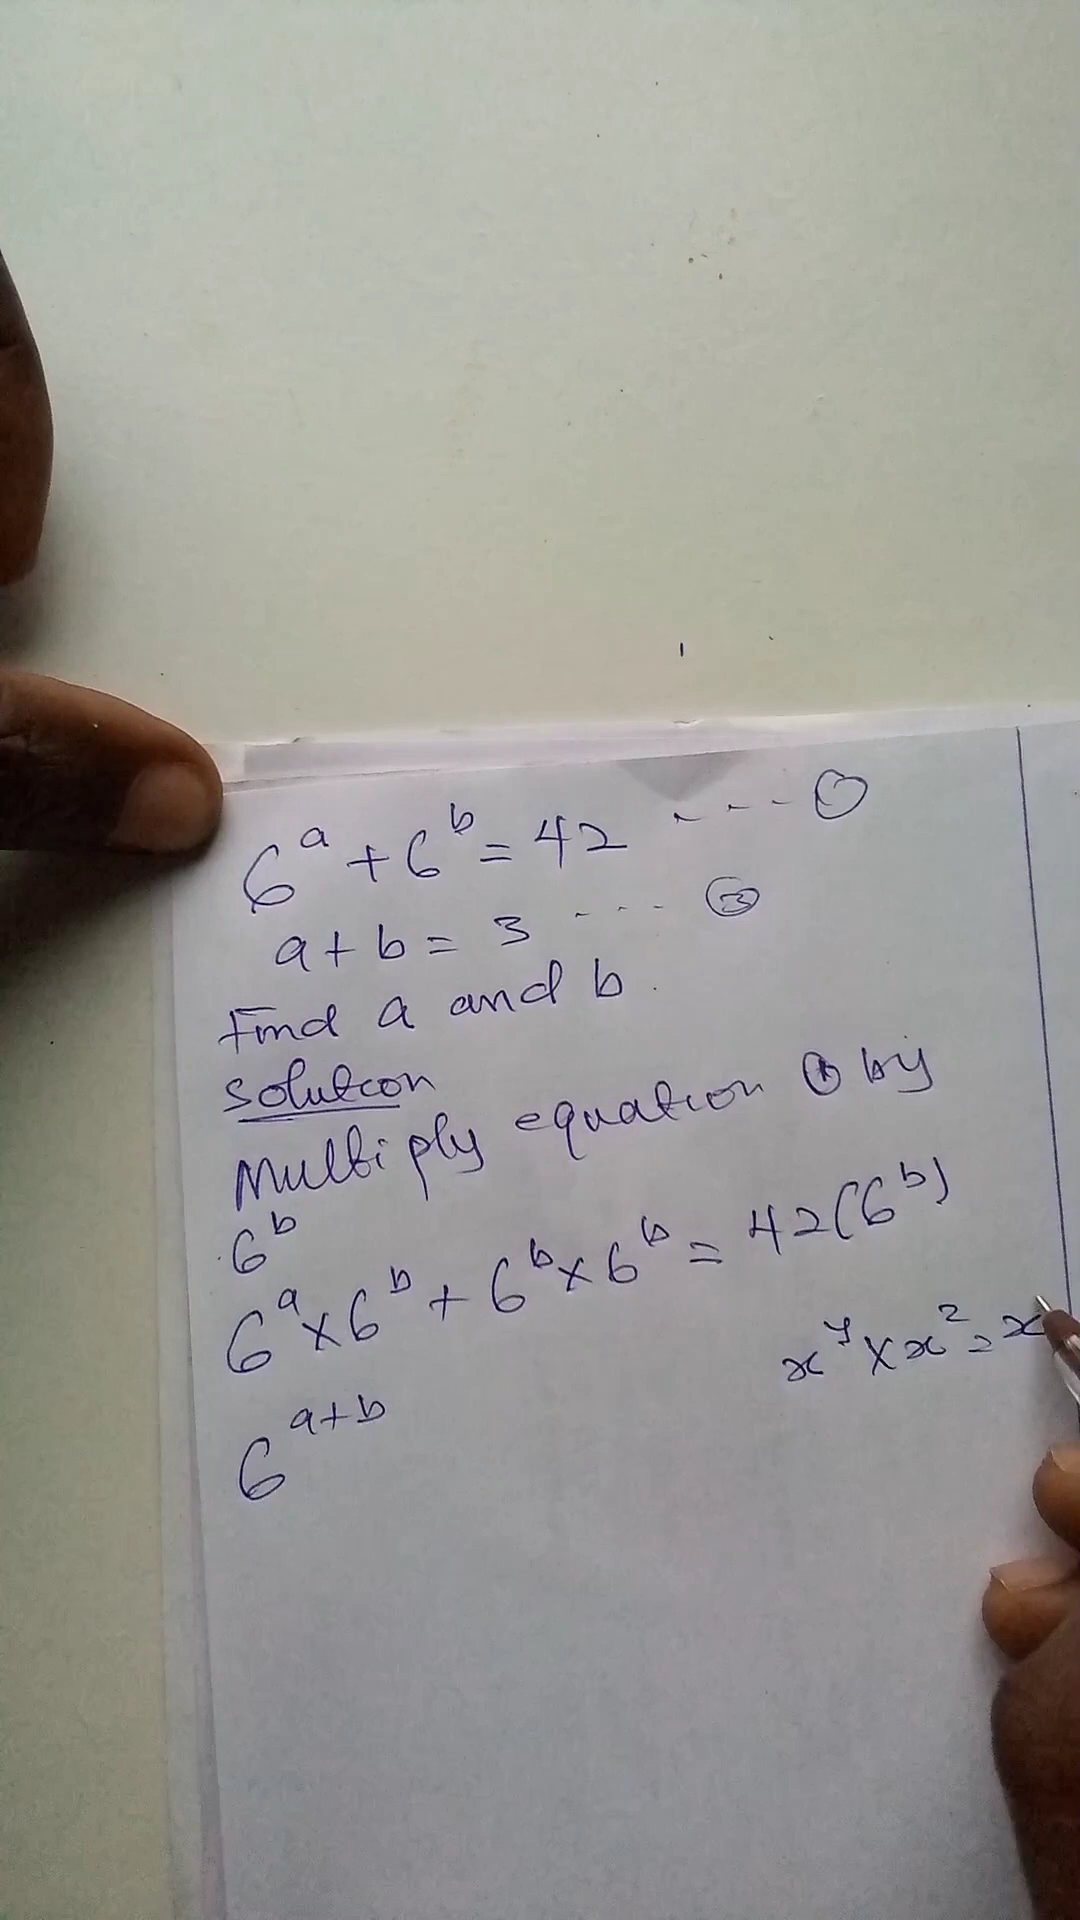 6^a + 6^b = 42 ---- ①
a + b = 3 --- ②
Find a and b.
Solution
Multiply equation ① by
6^b
6^a × 6^b + 6^b × 6^b = 42(6^b)
x^y × x^2 = x
6^(a+b)